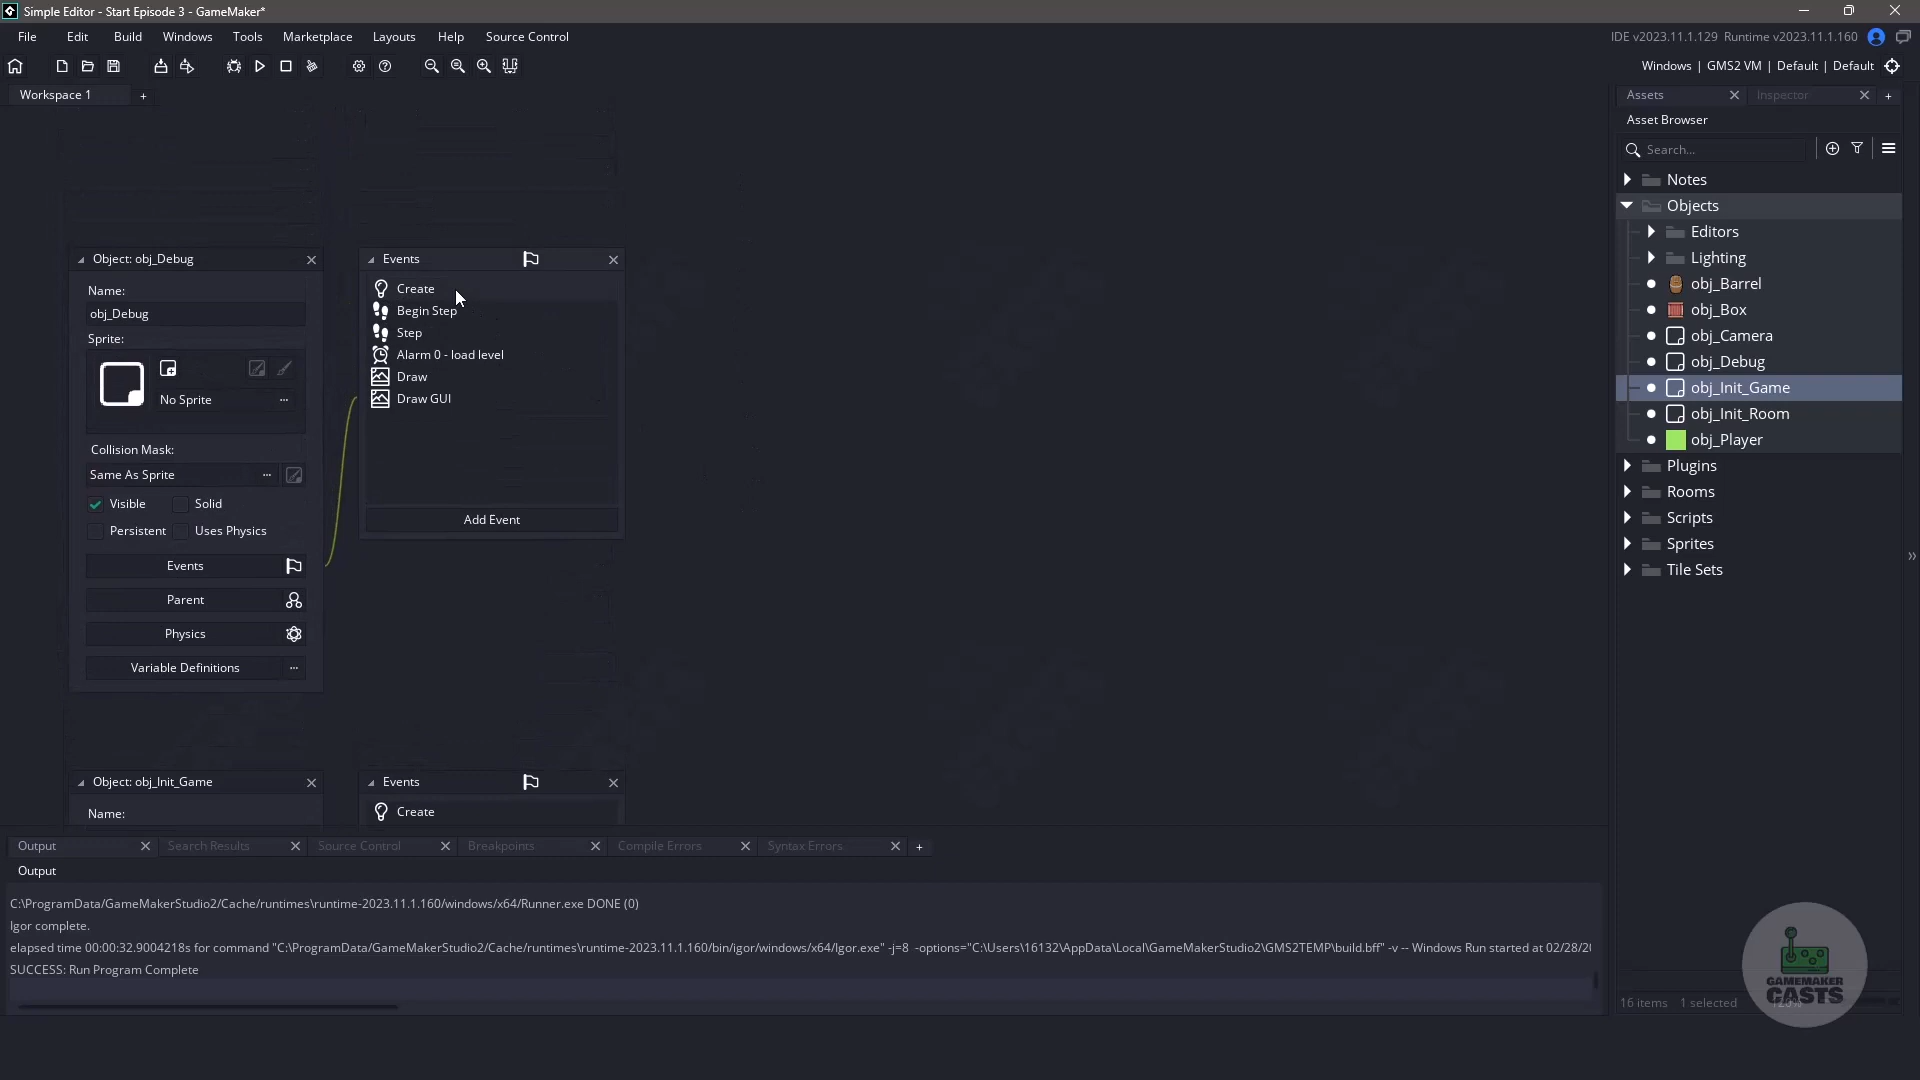 Simple Editor - Start Episode 3 - GameMaker*
File Edit Build Windows Tools Marketplace Layouts Help Source Control
IDE v2023.11.1.129 Runtime v2023.11.1.160
Windows | GMS2 VM | Default | Default
Workspace 1 +
Assets Inspector +
Asset Browser
Search...
Notes
Objects
Editors
Lighting
obj_Barrel
obj_Box
obj_Camera
obj_Debug
obj_Init_Game
obj_Init_Room
obj_Player
Plugins
Rooms
Scripts
Sprites
Tile Sets
16 items 1 selected
Object: obj_Debug
Name:
obj_Debug
Sprite:
No Sprite ...
Collision Mask:
Same As Sprite ...
Visible Solid
Persistent Uses Physics
Events
Parent
Physics
Variable Definitions ...
Events
Create
Begin Step
Step
Alarm 0 - load level
Draw
Draw GUI
Add Event
Object: obj_Init_Game
Name:
Events
Create
Output Search Results Source Control Breakpoints Compile Errors Syntax Errors +
Output
C:\ProgramData/GameMakerStudio2/Cache/runtimes\runtime-2023.11.1.160/windows/x64/Runner.exe DONE (0)
Igor complete.
elapsed time 00:00:32.9004218s for command "C:\ProgramData/GameMakerStudio2/Cache/runtimes\runtime-2023.11.1.160/bin/igor/windows/x64/Igor.exe" -j=8 -options="C:\Users\16132\AppData\Local\GameMakerStudio2\GMS2TEMP\build.bff" -v -- Windows Run started at 02/28/20
SUCCESS: Run Program Complete
GAMEMAKER
CASTS